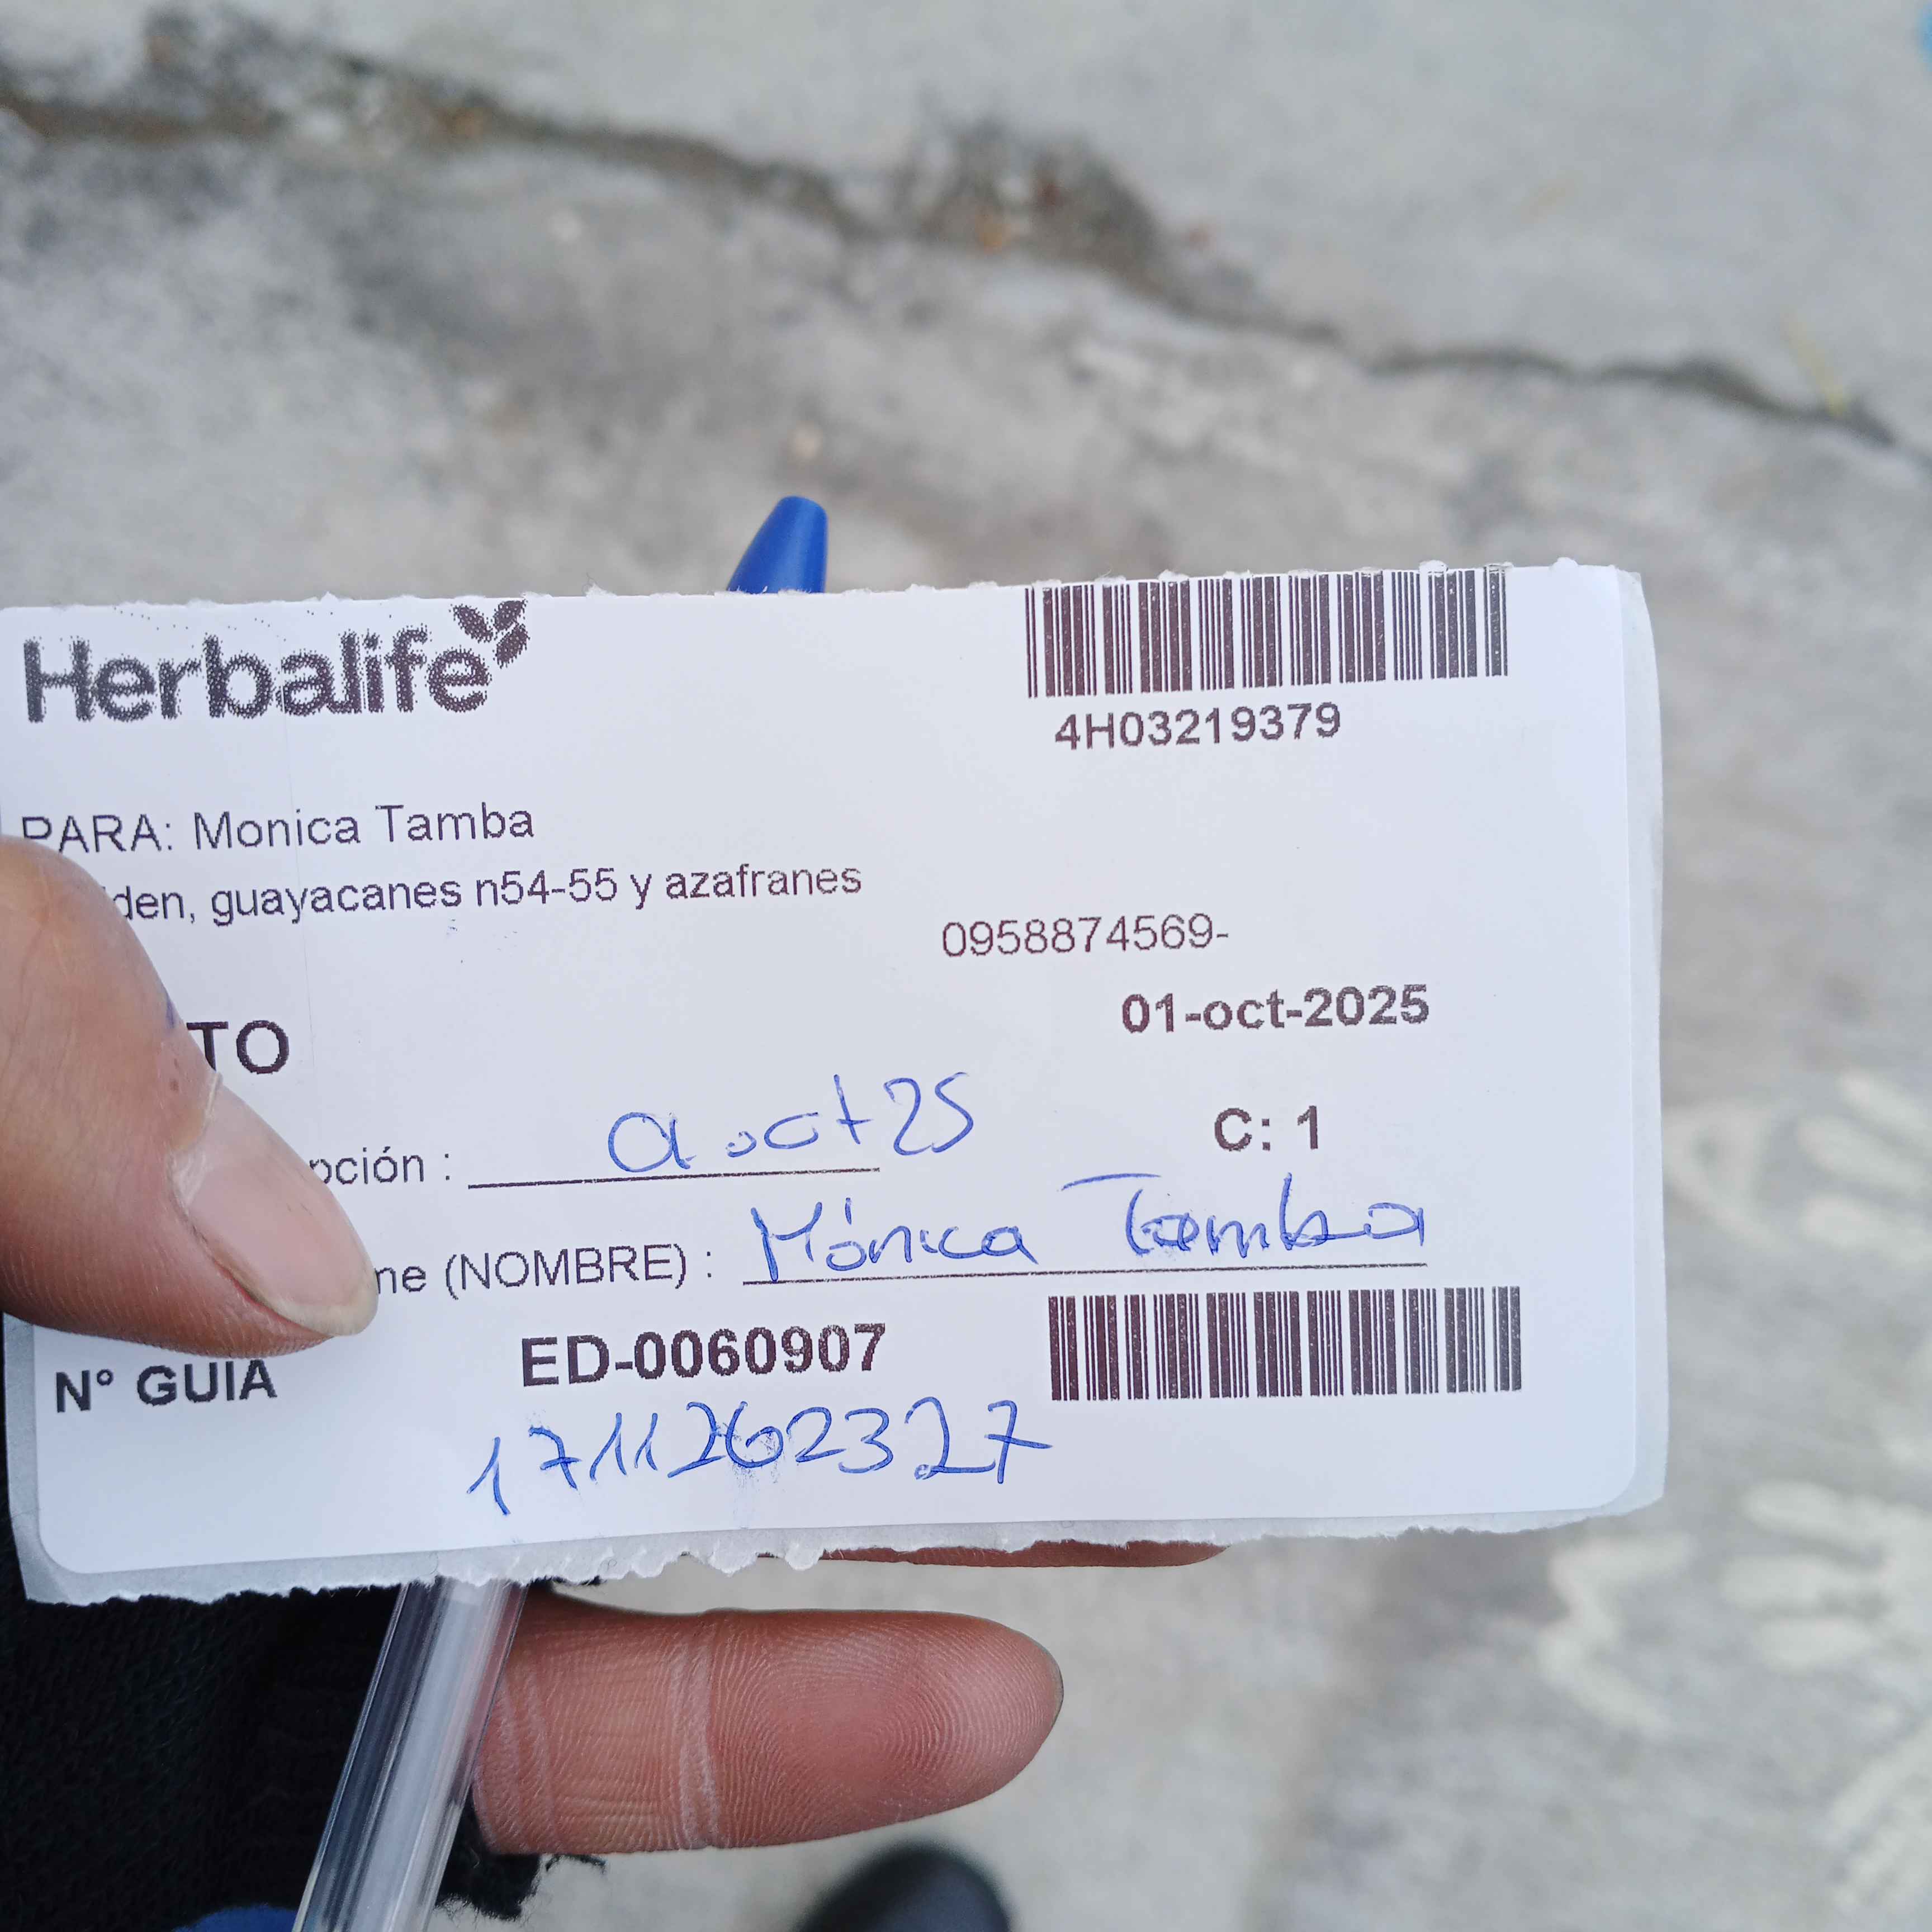 Herbalife
4H03219379
PARA: Monica Tamba
den, guayacanes n54-55 y azafranes
0958874569-
01-oct-2025
TO
pción : oct 25
C: 1
me (NOMBRE) : Mónica Tamba
N° GUIA ED-0060907
1711262327